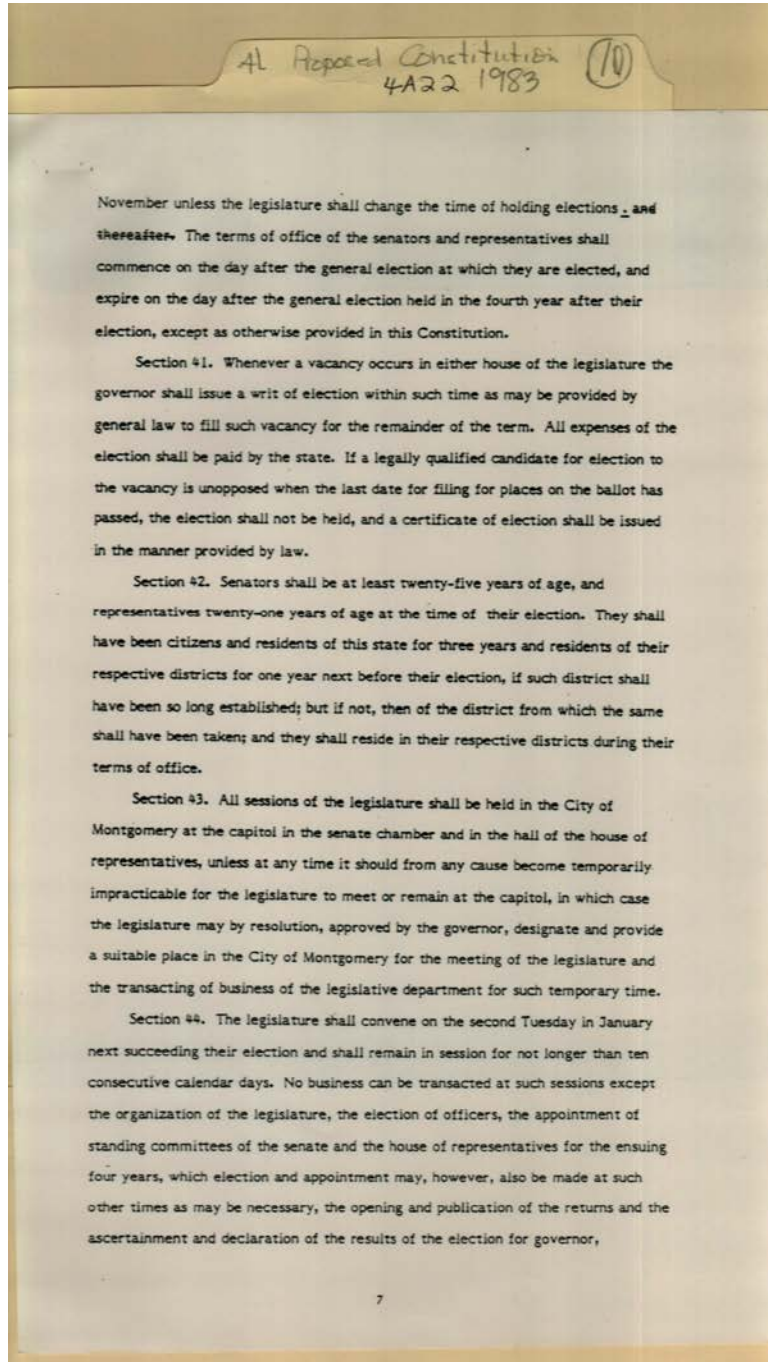 AL Proposed Constitution 10
4A22 1983
November unless the legislature shall change the time of holding elections . and
thereafter. The terms of office of the senators and representatives shall
commence on the day after the general election at which they are elected, and
expire on the day after the general election held in the fourth year after their
election, except as otherwise provided in this Constitution.
Section 41. Whenever a vacancy occurs in either house of the legislature the
governor shall issue a writ of election within such time as may be provided by
general law to fill such vacancy for the remainder of the term. All expenses of the
election shall be paid by the state. If a legally qualified candidate for election to
the vacancy is unopposed when the last date for filing for places on the ballot has
passed, the election shall not be held, and a certificate of election shall be issued
in the manner provided by law.
Section 42. Senators shall be at least twenty-five years of age, and
representatives twenty-one years of age at the time of their election. They shall
have been citizens and residents of this state for three years and residents of their
respective districts for one year next before their election, if such district shall
have been so long established; but if not, then of the district from which the same
shall have been taken; and they shall reside in their respective districts during their
terms of office.
Section 43. All sessions of the legislature shall be held in the City of
Montgomery at the capitol in the senate chamber and in the hall of the house of
representatives, unless at any time it should from any cause become temporarily
impracticable for the legislature to meet or remain at the capitol, in which case
the legislature may by resolution, approved by the governor, designate and provide
a suitable place in the City of Montgomery for the meeting of the legislature and
the transacting of business of the legislative department for such temporary time.
Section 44. The legislature shall convene on the second Tuesday in January
next succeeding their election and shall remain in session for not longer than ten
consecutive calendar days. No business can be transacted at such sessions except
the organization of the legislature, the election of officers, the appointment of
standing committees of the senate and the house of representatives for the ensuing
four years, which election and appointment may, however, also be made at such
other times as may be necessary, the opening and publication of the returns and the
ascertainment and declaration of the results of the election for governor,
7